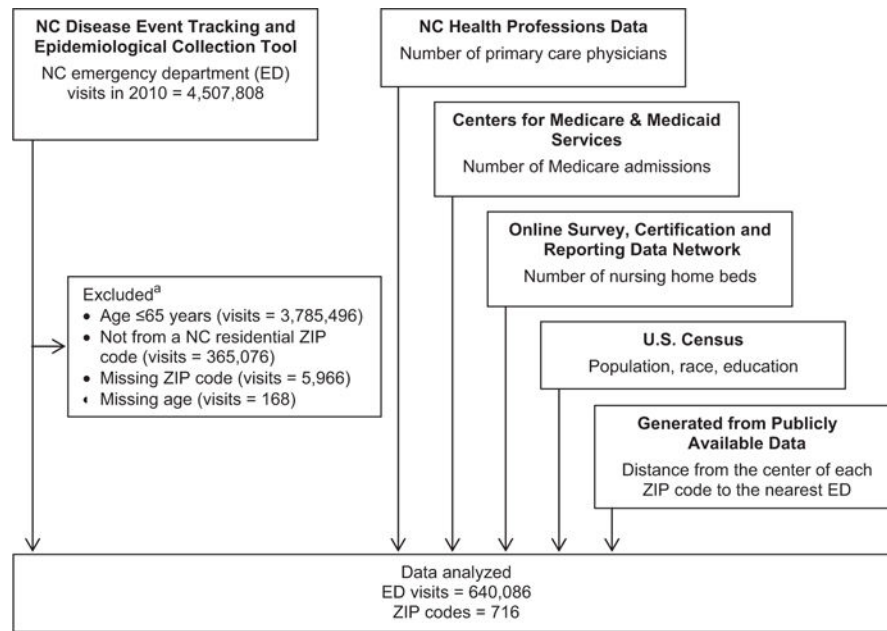 NC Disease Event Tracking and
Epidemiological Collection Tool
NC emergency department (ED)
visits in 2010 = 4,507,808
NC Health Professions Data
Number of primary care physicians
Centers for Medicare & Medicaid
Services
Number of Medicare admissions
Online Survey, Certification and
Reporting Data Network
Number of nursing home beds
U.S. Census
Population, race, education
Generated from Publicly
Available Data
Distance from the center of each
ZIP code to the nearest ED
Excludedª
• Age ≤65 years (visits = 3,785,496)
• Not from a NC residential ZIP
code (visits = 365,076)
• Missing ZIP code (visits = 5,966)
• Missing age (visits = 168)
Data analyzed
ED visits = 640,086
ZIP codes = 716